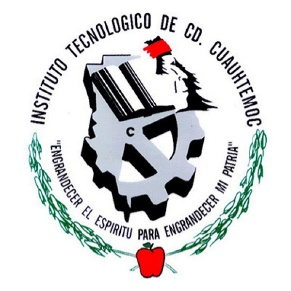 INSTITUTO TECNOLOGICO DE CD. CUAUHTEMOC
C
"ENGRANDECER EL ESPIRITU PARA ENGRANDECER MI PATRIA"